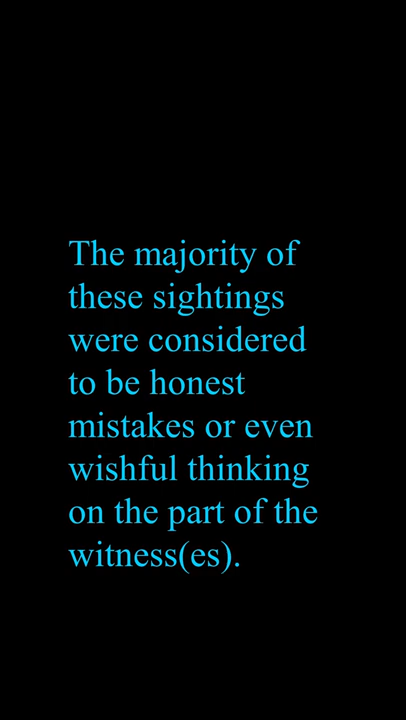 The majority of
these sightings
were considered
to be honest
mistakes or even
wishful thinking
on the part of the
witness(es).